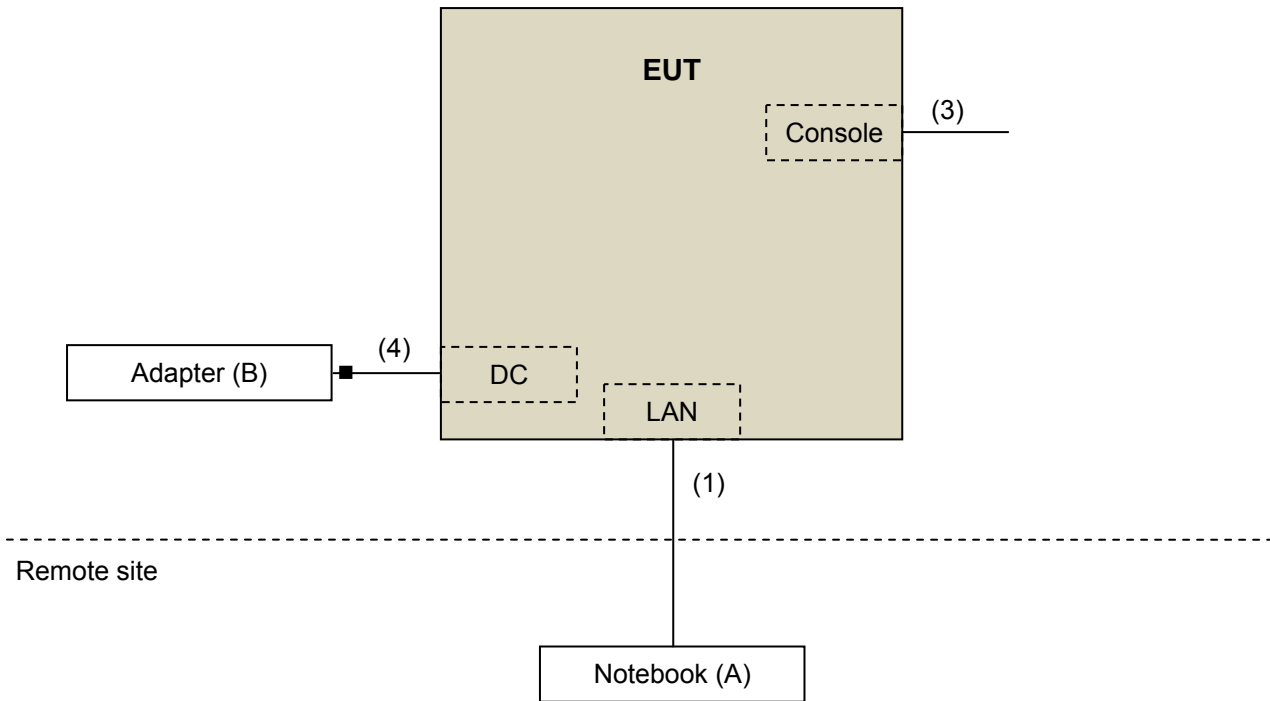 EUT
Console
(3)
Adapter (B)
(4)
DC
LAN
(1)
Remote site
Notebook (A)